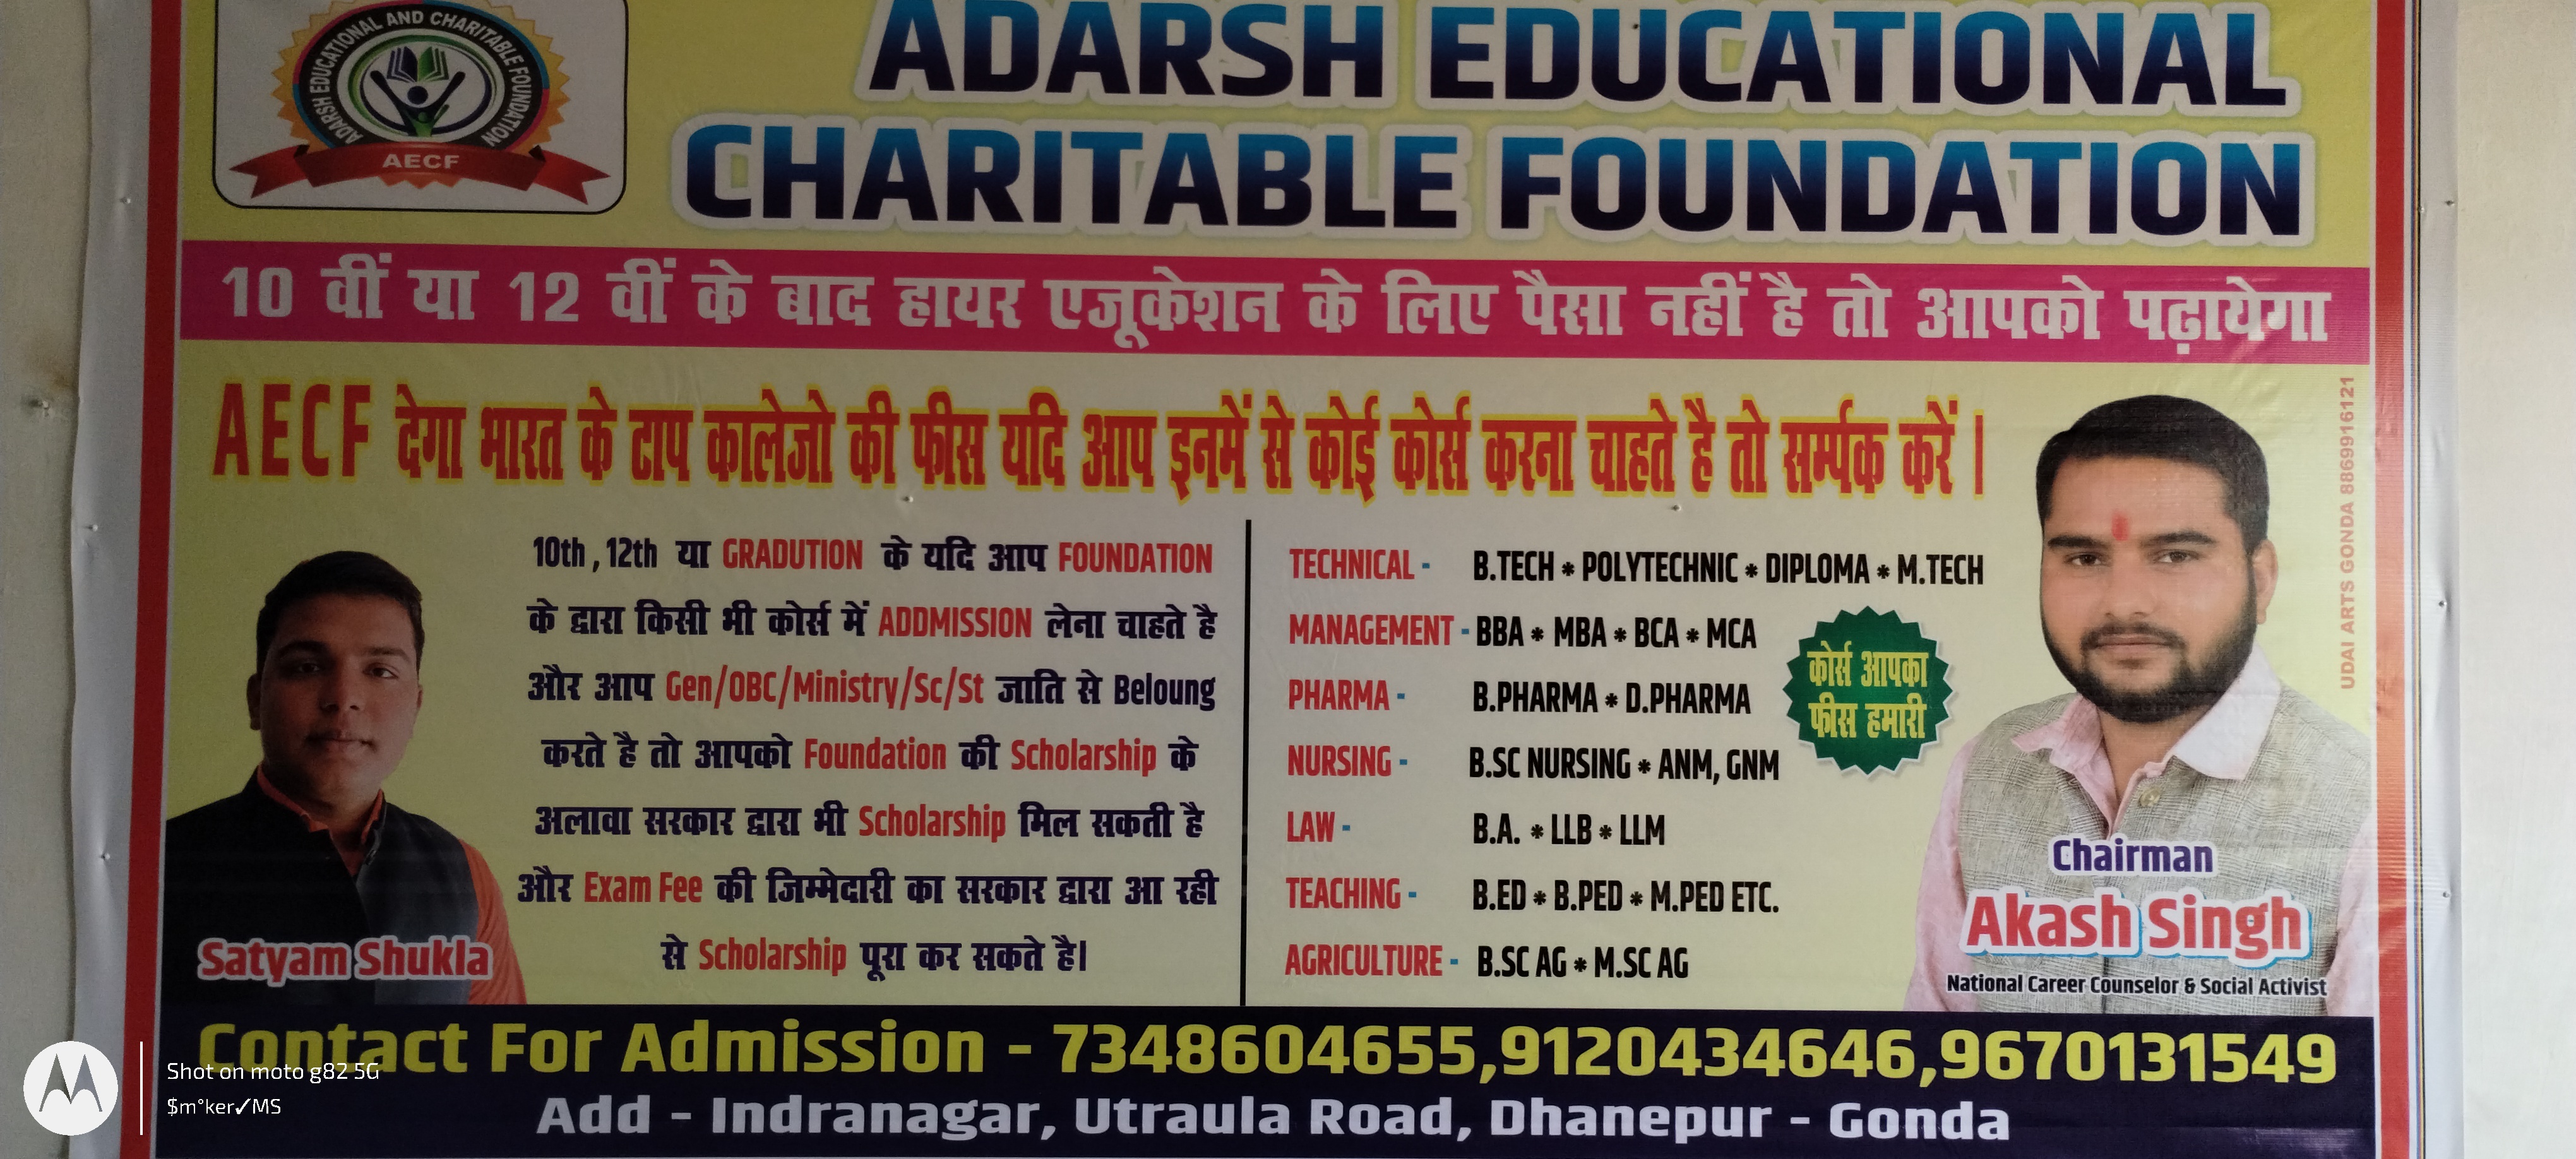 ADARSH EDUCATIONAL AND CHARITABLE FOUNDATION
AECF
ADARSH EDUCATIONAL
CHARITABLE FOUNDATION
10 वीं या 12 वीं के बाद हायर एजूकेशन के लिए पैसा नहीं है तो आपको पढ़ायेगा
AECF देगा भारत के टाप कालेजो की फीस यदि आप इनमें से कोई कोर्स करना चाहते है तो सर्म्पक करें ।
10th , 12th या GRADUTION के यदि आप FOUNDATION
के द्वारा किसी भी कोर्स में ADDMISSION लेना चाहते है
और आप Gen/OBC/Ministry/Sc/St जाति से Beloung
करते है तो आपको Foundation की Scholarship के
अलावा सरकार द्वारा भी Scholarship मिल सकती है
और Exam Fee की जिम्मेदारी का सरकार द्वारा आ रही
से Scholarship पूरा कर सकते है।
Satyam Shukla
TECHNICAL - B.TECH * POLYTECHNIC * DIPLOMA * M.TECH
MANAGEMENT - BBA * MBA * BCA * MCA
PHARMA - B.PHARMA * D.PHARMA
NURSING - B.SC NURSING * ANM, GNM
LAW - B.A. * LLB * LLM
TEACHING - B.ED * B.PED * M.PED ETC.
AGRICULTURE - B.SC AG * M.SC AG
कोर्स आपका
फीस हमारी
UDAI ARTS GONDA 8869916121
Chairman
Akash Singh
National Career Counselor & Social Activist
Contact For Admission - 7348604655,9120434646,9670131549
Add - Indranagar, Utraula Road, Dhanepur - Gonda
Shot on moto g82 5G
$m°ker✓MS